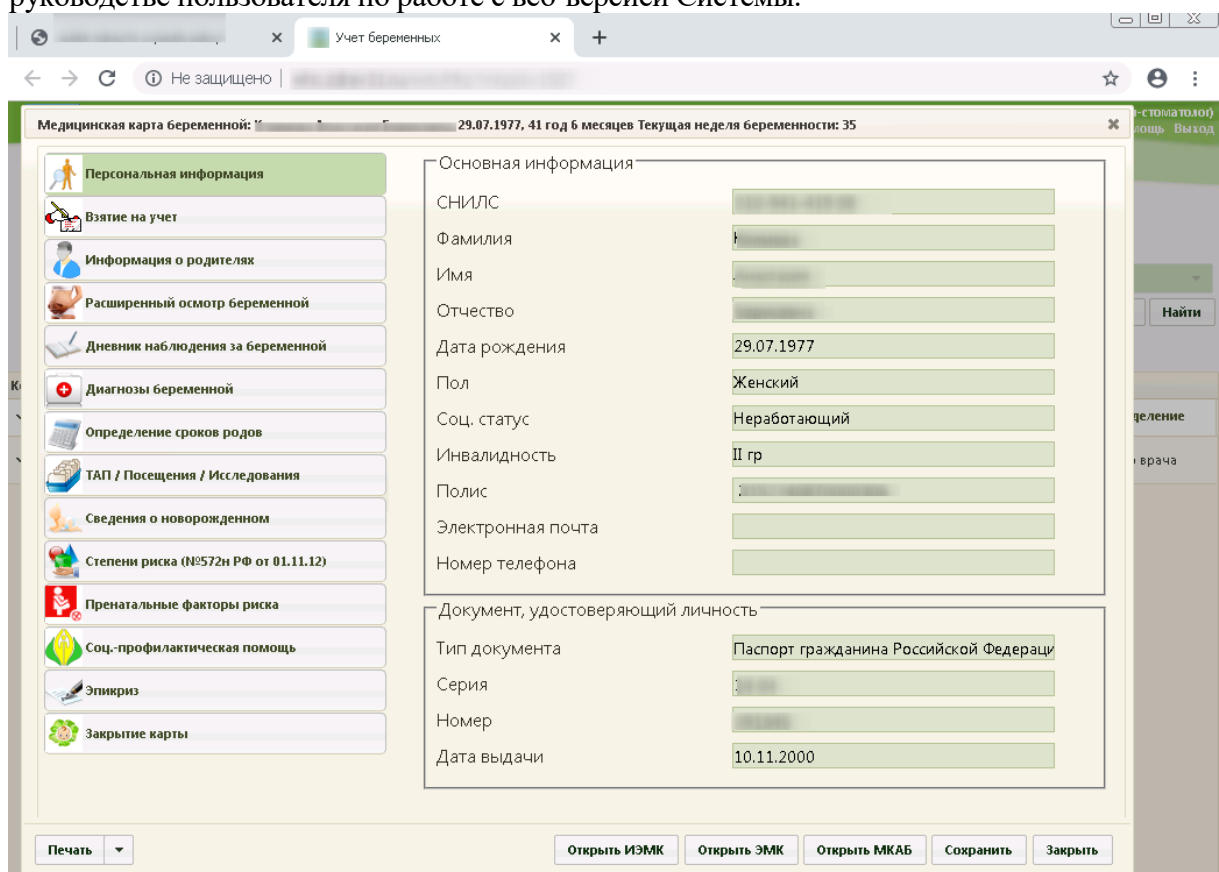 руководстве пользователя по работе с веб-версией Системы.
Учет беременных
Не защищено
Медицинская карта беременной: 29.07.1977, 41 год 6 месяцев Текущая неделя беременности: 35
Выход
Персональная информация
Взятие на учет
Информация о родителях
Расширенный осмотр беременной
Дневник наблюдения за беременной
Диагнозы беременной
Определение сроков родов
ТАП / Посещения / Исследования
Сведения о новорожденном
Степени риска (№572н РФ от 01.11.12)
Пренатальные факторы риска
Соц.-профилактическая помощь
Эпикриз
Закрытие карты
Основная информация
СНИЛС
Фамилия
Имя
Отчество
Дата рождения 29.07.1977
Пол Женский
Соц. статус Неработающий
Инвалидность II гр
Полис
Электронная почта
Номер телефона
Документ, удостоверяющий личность
Тип документа Паспорт гражданина Российской Федераци
Серия
Номер
Дата выдачи 10.11.2000
Найти
врача
Печать Открыть ИЭМК Открыть ЭМК Открыть МКАБ Сохранить Закрыть